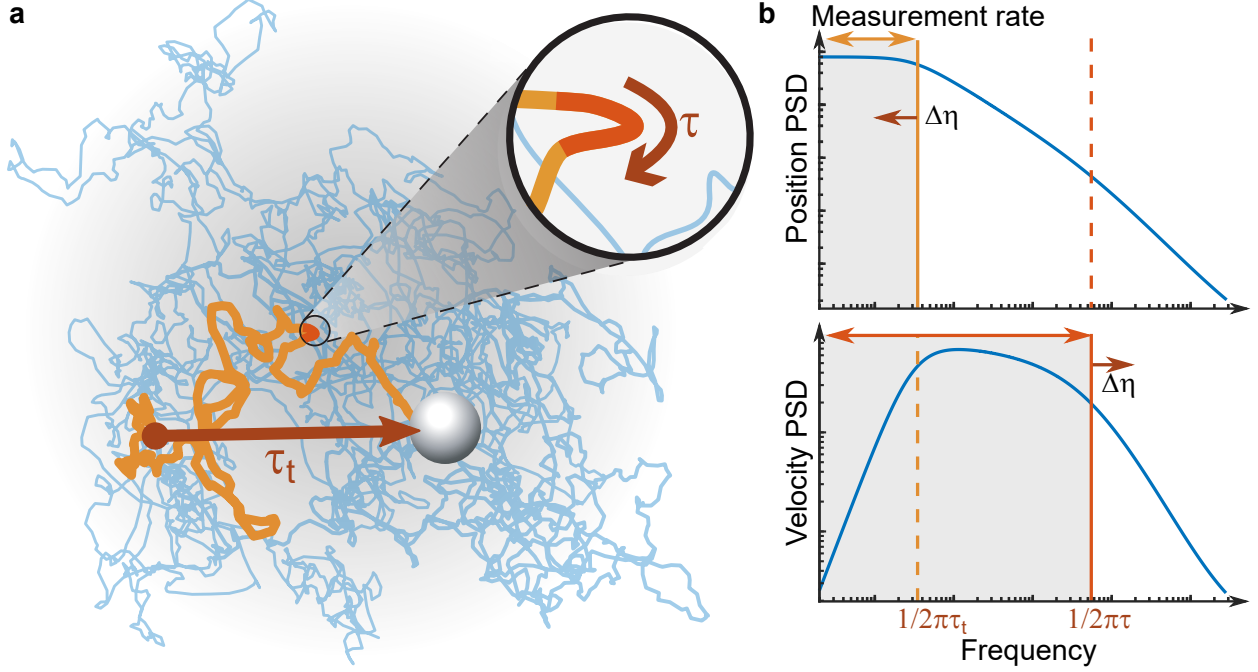 a
τ
τt
b
Measurement rate
Position PSD
Δη
Velocity PSD
Δη
1/2πτt
1/2πτ
Frequency